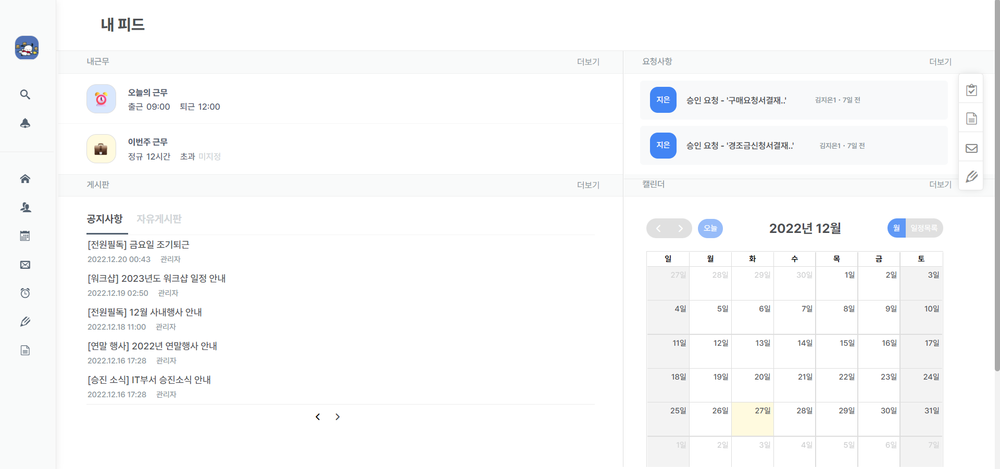 내 피드
내근무 더보기
오늘의 근무
출근 09:00 퇴근 12:00
이번주 근무
정규 12시간 초과 미지정
요청사항 더보기
지은 승인 요청 - '구매요청서결재..' 김지은1 · 7일 전
지은 승인 요청 - '경조금신청서결재..' 김지은1 · 7일 전
게시판 더보기
공지사항 자유게시판
[전원필독] 금요일 조기퇴근
2022.12.20 00:43 관리자
[워크샵] 2023년도 워크샵 일정 안내
2022.12.19 02:50 관리자
[전원필독] 12월 사내행사 안내
2022.12.18 11:00 관리자
[연말 행사] 2022년 연말행사 안내
2022.12.16 17:28 관리자
[승진 소식] IT부서 승진소식 안내
2022.12.16 17:28 관리자
캘린더 더보기
오늘 2022년 12월 월 일정목록
일 월 화 수 목 금 토
27일 28일 29일 30일 1일 2일 3일
4일 5일 6일 7일 8일 9일 10일
11일 12일 13일 14일 15일 16일 17일
18일 19일 20일 21일 22일 23일 24일
25일 26일 27일 28일 29일 30일 31일
1일 2일 3일 4일 5일 6일 7일